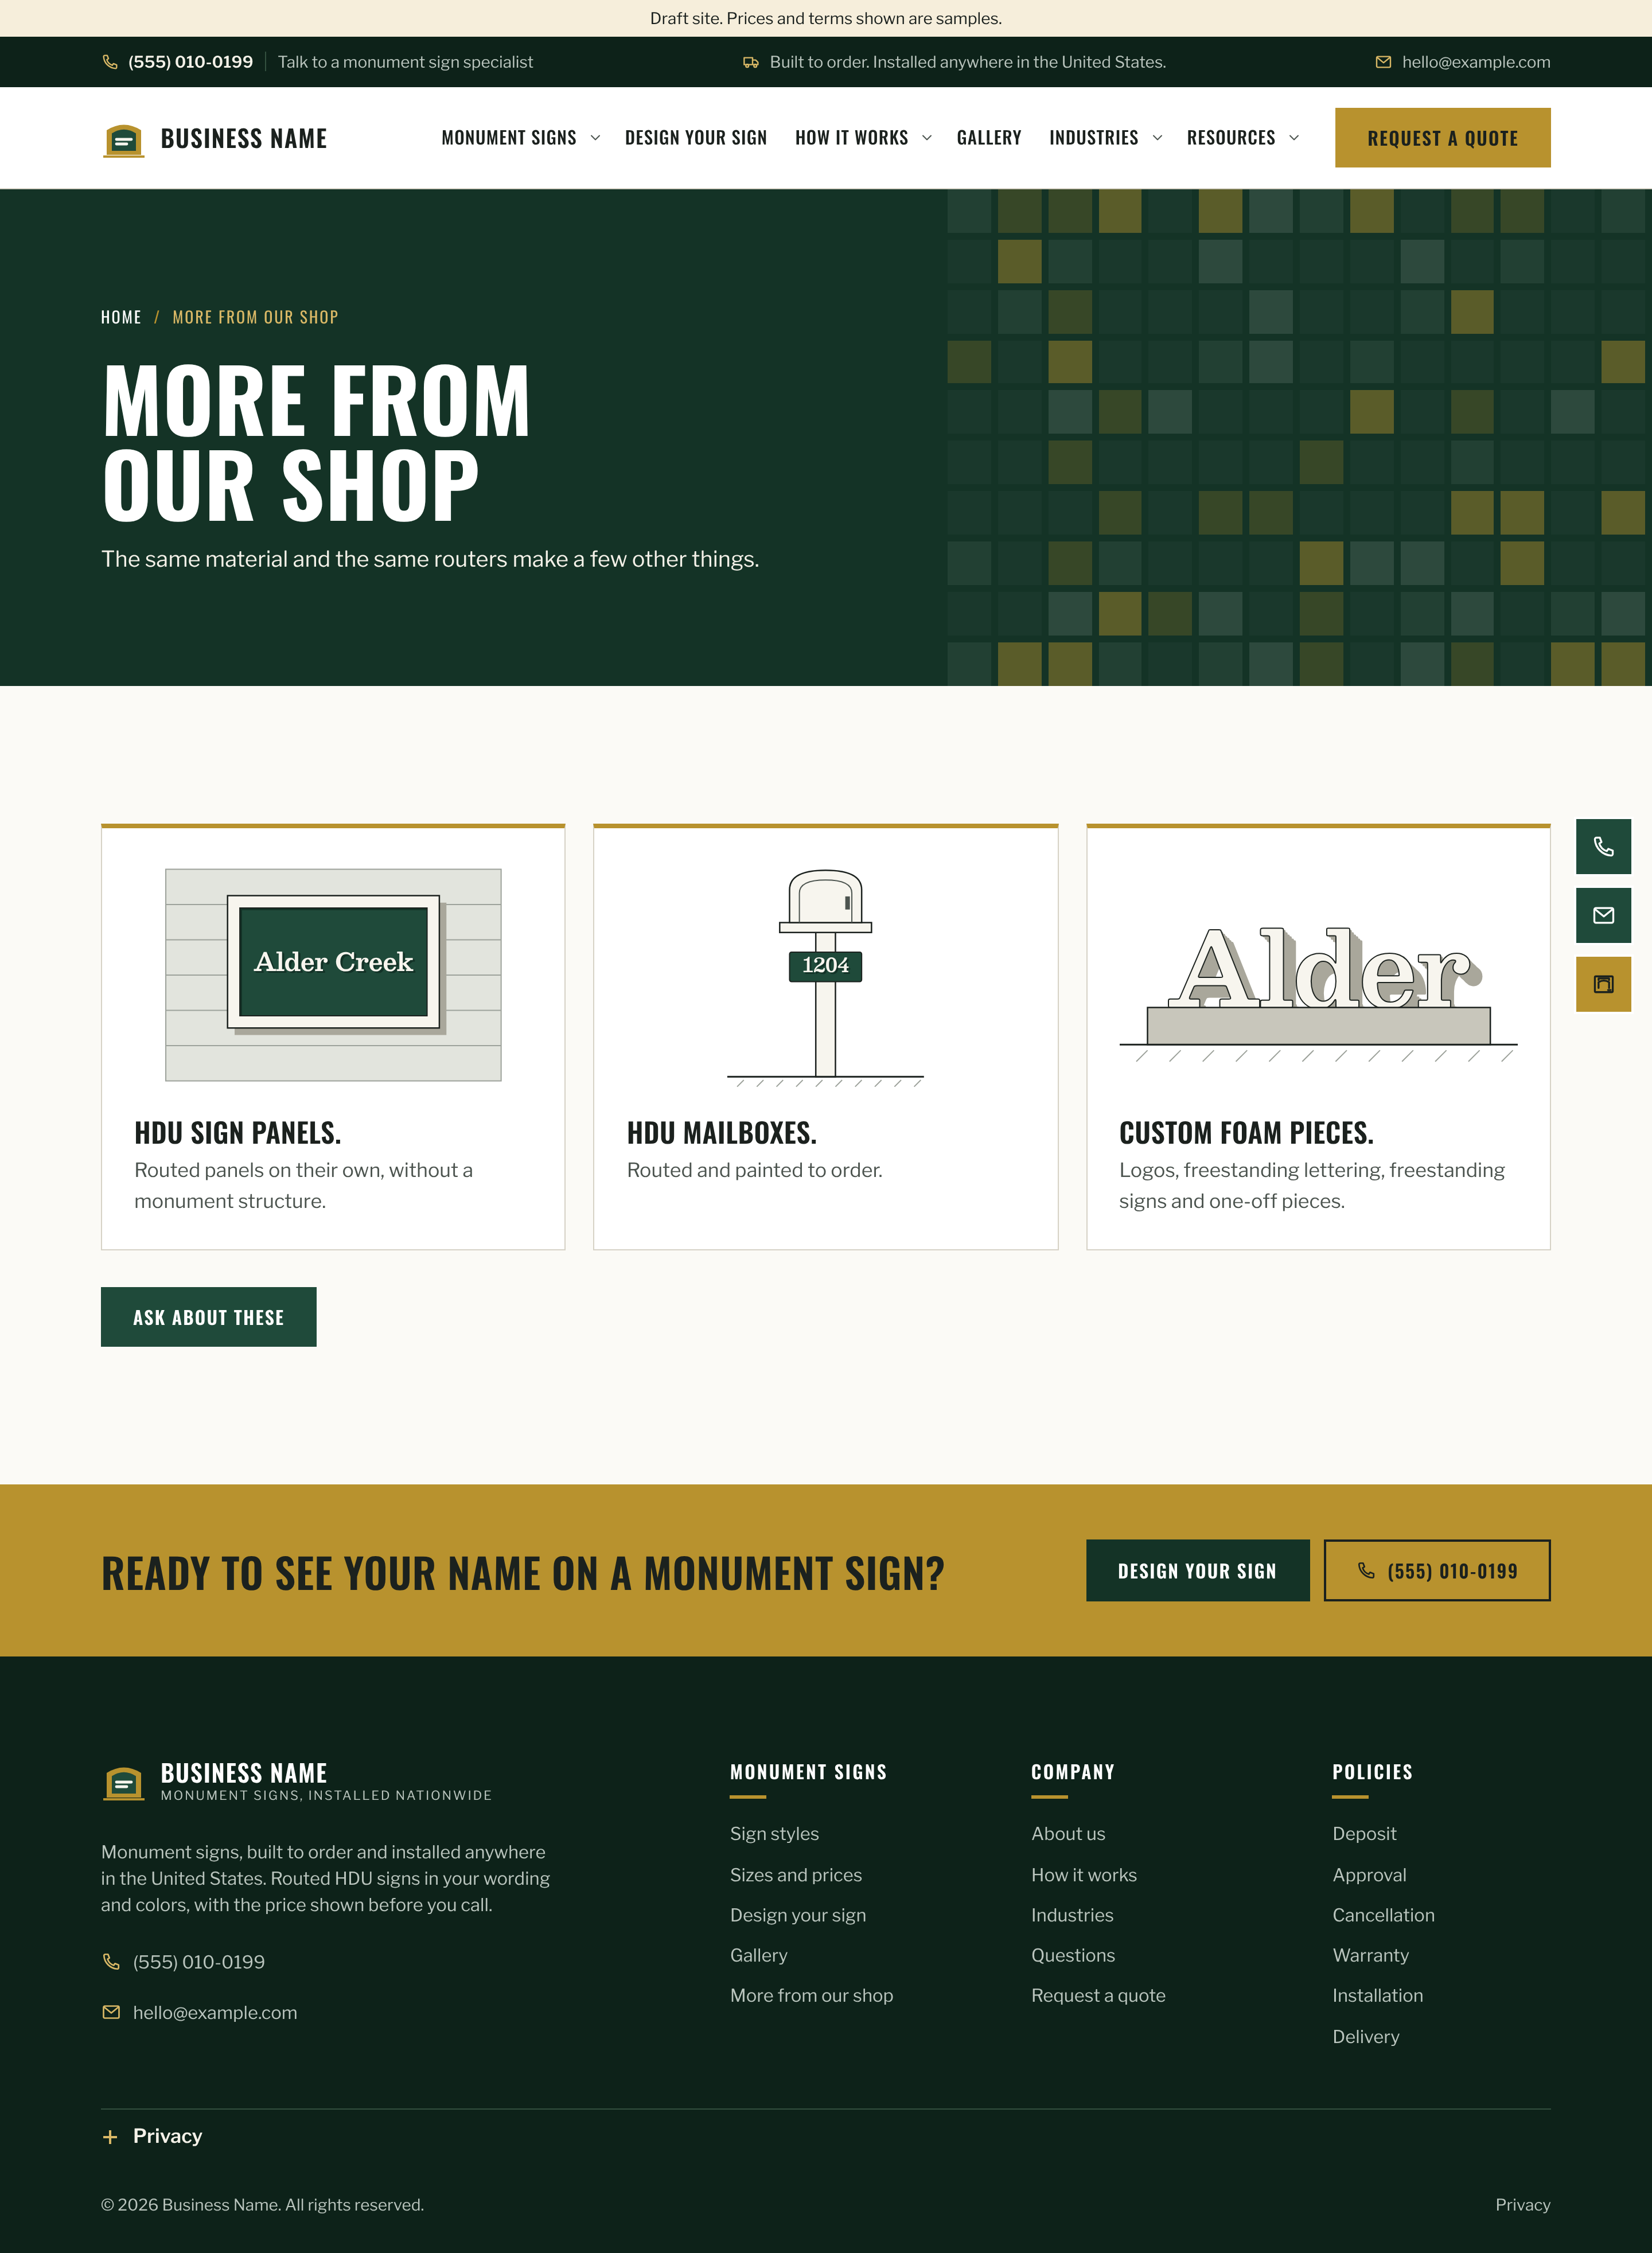 Draft site. Prices and terms shown are samples.
(555) 010-0199 Talk to a monument sign specialist
Built to order. Installed anywhere in the United States.
hello@example.com
BUSINESS NAME
MONUMENT SIGNS
DESIGN YOUR SIGN
HOW IT WORKS
GALLERY
INDUSTRIES
RESOURCES
REQUEST A QUOTE
HOME / MORE FROM OUR SHOP
MORE FROM
OUR SHOP
The same material and the same routers make a few other things.
Alder Creek
HDU SIGN PANELS.
Routed panels on their own, without a
monument structure.
1204
HDU MAILBOXES.
Routed and painted to order.
Alder
CUSTOM FOAM PIECES.
Logos, freestanding lettering, freestanding
signs and one-off pieces.
ASK ABOUT THESE
READY TO SEE YOUR NAME ON A MONUMENT SIGN?
DESIGN YOUR SIGN
(555) 010-0199
BUSINESS NAME
MONUMENT SIGNS, INSTALLED NATIONWIDE
Monument signs, built to order and installed anywhere
in the United States. Routed HDU signs in your wording
and colors, with the price shown before you call.
(555) 010-0199
hello@example.com
MONUMENT SIGNS
Sign styles
Sizes and prices
Design your sign
Gallery
More from our shop
COMPANY
About us
How it works
Industries
Questions
Request a quote
POLICIES
Deposit
Approval
Cancellation
Warranty
Installation
Delivery
+ Privacy
© 2026 Business Name. All rights reserved.
Privacy